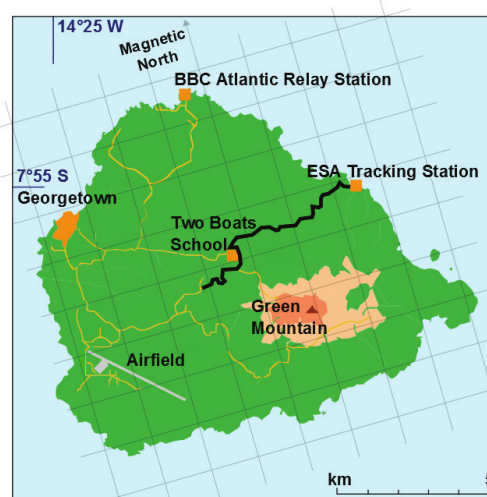 14°25 W
Magnetic
North
BBC Atlantic Relay Station
7°55 S
ESA Tracking Station
Georgetown
Two Boats
School
Green
Mountain
Airfield
km